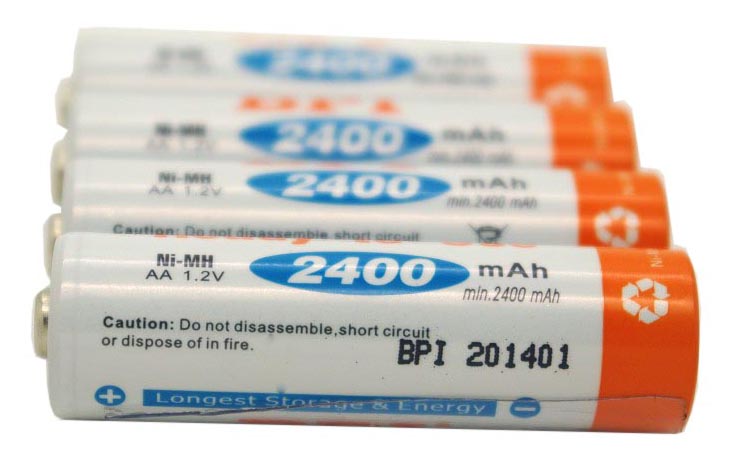 2400
BPI
Ni-MH
AA 1.2V
2400 mAh
Ni-MH
AA 1.2V
2400 mAh
min.2400 mAh
Caution: Do not disassemble,short circuit
Ni-MH
AA 1.2V
2400 mAh
min.2400 mAh
Caution: Do not disassemble,short circuit
or dispose of in fire.
BPI 201401
+ Longest Storage & Energy −